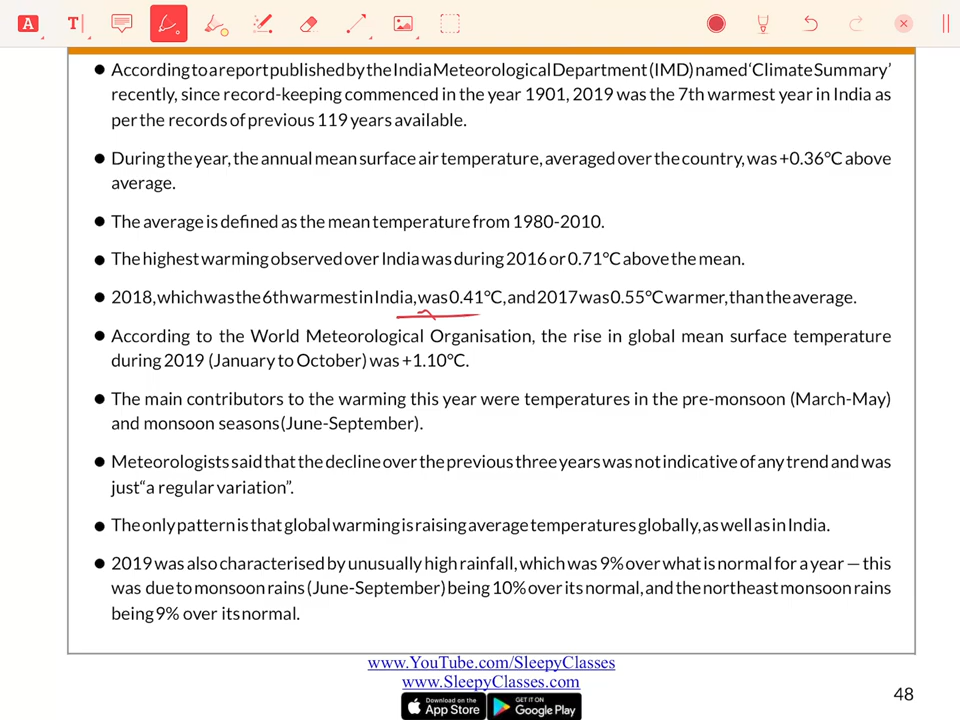 A
T
● According to a report published by the India Meteorological Department (IMD) named ‘Climate Summary’
recently, since record-keeping commenced in the year 1901, 2019 was the 7th warmest year in India as
per the records of previous 119 years available.
● During the year, the annual mean surface air temperature, averaged over the country, was +0.36°C above
average.
● The average is defined as the mean temperature from 1980-2010.
● The highest warming observed over India was during 2016 or 0.71°C above the mean.
● 2018, which was the 6th warmest in India, was 0.41°C, and 2017 was 0.55°C warmer, than the average.
● According to the World Meteorological Organisation, the rise in global mean surface temperature
during 2019 (January to October) was +1.10°C.
● The main contributors to the warming this year were temperatures in the pre-monsoon (March-May)
and monsoon seasons (June-September).
● Meteorologists said that the decline over the previous three years was not indicative of any trend and was
just “a regular variation”.
● The only pattern is that global warming is raising average temperatures globally, as well as in India.
● 2019 was also characterised by unusually high rainfall, which was 9% over what is normal for a year — this
was due to monsoon rains (June-September) being 10% over its normal, and the northeast monsoon rains
being 9% over its normal.
www.YouTube.com/SleepyClasses
www.SleepyClasses.com
Download on the App Store
GET IT ON Google Play
48